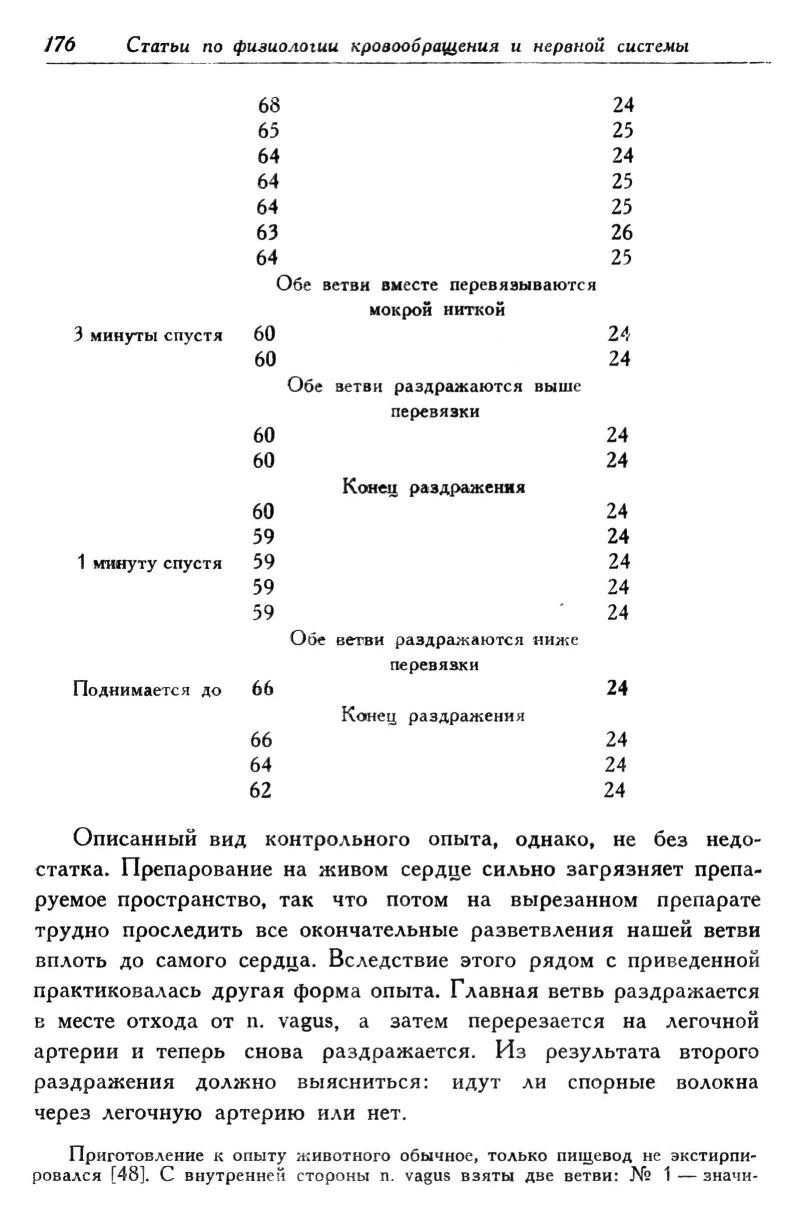 176 Статьи по физиологии кровообращения и нервной системы
68 24
65 25
64 24
64 25
64 25
63 26
64 25
Обе ветви вместе перевязываются
мокрой ниткой
3 минуты спустя 60 24
60 24
Обе ветви раздражаются выше
перевязки
60 24
60 24
Конец раздражения
60 24
59 24
1 минуту спустя 59 24
59 24
59 24
Обе ветви раздражаются ниже
перевязки
Поднимается до 66 24
Конец раздражения
66 24
64 24
62 24
Описанный вид контрольного опыта, однако, не без недо-
статка. Препарование на живом сердце сильно загрязняет препа-
руемое пространство, так что потом на вырезанном препарате
трудно проследить все окончательные разветвления нашей ветви
вплоть до самого сердца. Вследствие этого рядом с приведенной
практиковалась другая форма опыта. Главная ветвь раздражается
в месте отхода от n. vagus, а затем перерезается на легочной
артерии и теперь снова раздражается. Из результата второго
раздражения должно выясниться: идут ли спорные волокна
через легочную артерию или нет.
Приготовление к опыту животного обычное, только пищевод не экстирпи-
ровался [48]. С внутренней стороны n. vagus взяты две ветви: № 1 — значи-